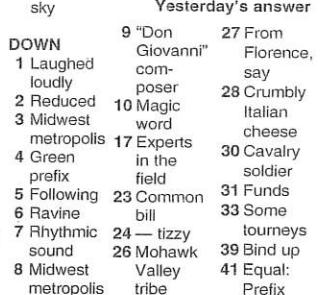 sky
Yesterday's answer
DOWN
1 Laughed
loudly
2 Reduced
3 Midwest
metropolis
4 Green
prefix
5 Following
6 Ravine
7 Rhythmic
sound
8 Midwest
metropolis
9 “Don
Giovanni”
com-
poser
10 Magic
word
17 Experts
in the
field
23 Common
bill
24 — tizzy
26 Mohawk
Valley
tribe
27 From
Florence,
say
28 Crumbly
Italian
cheese
30 Cavalry
soldier
31 Funds
33 Some
tourneys
39 Bind up
41 Equal:
Prefix